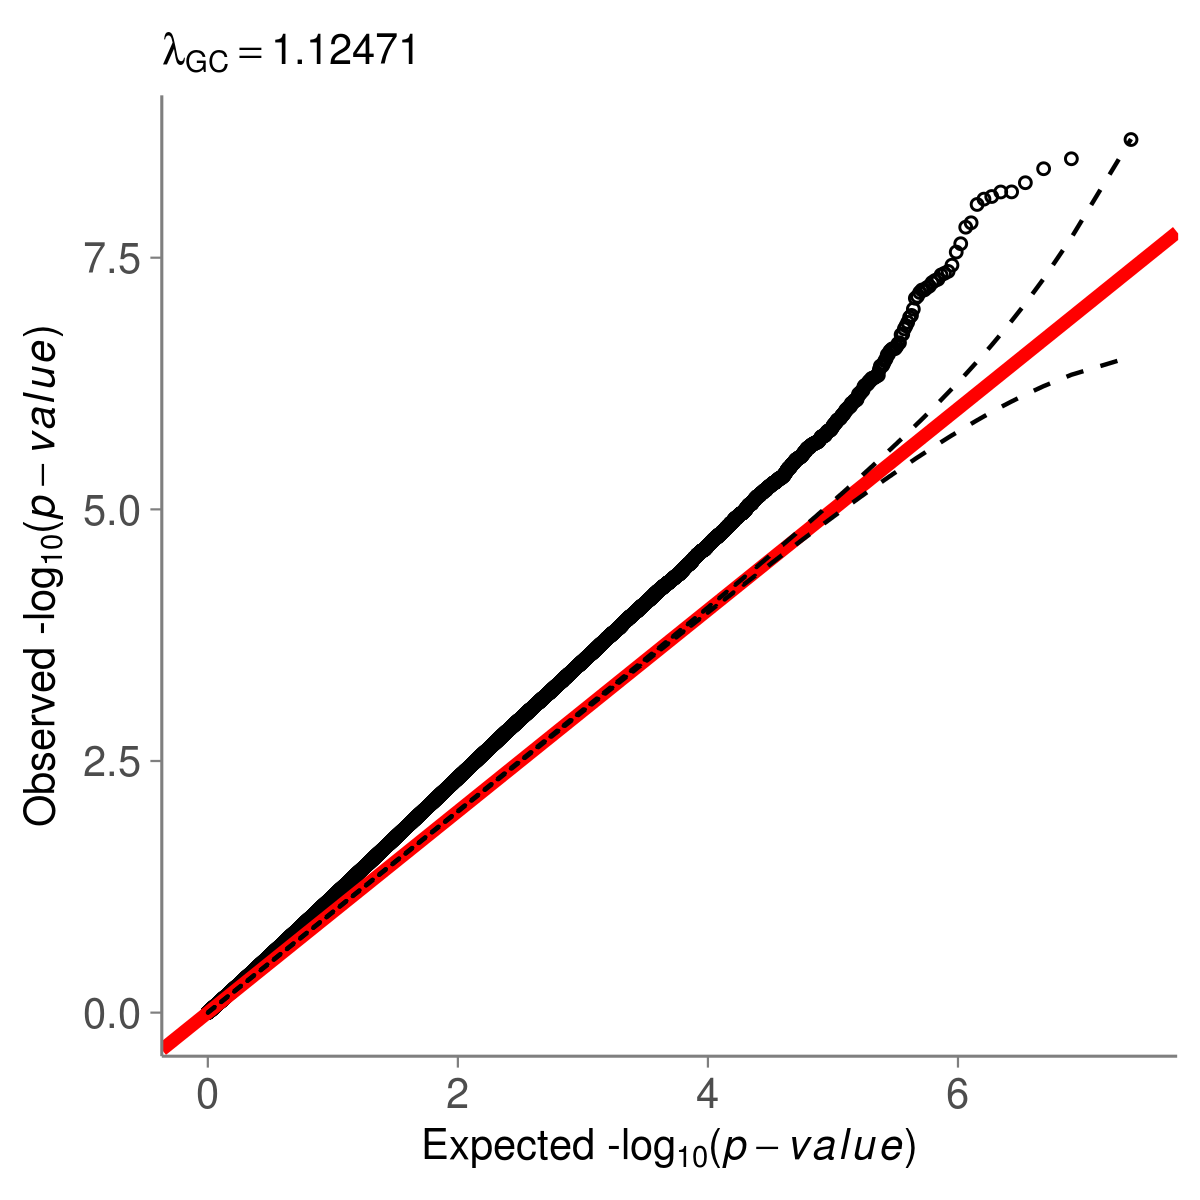 λGC = 1.12471
Observed -log10(p − value)
7.5
5.0
2.5
0.0
0 2 4 6
Expected -log10(p − value)